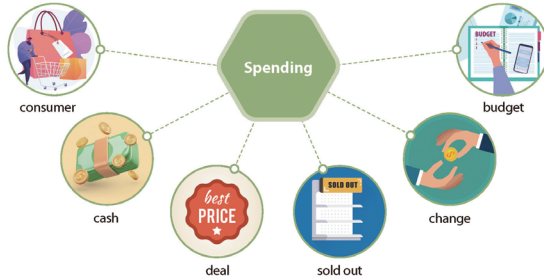 Spending
consumer
BUDGET
budget
cash
best
PRICE
deal
SOLD OUT
sold out
change